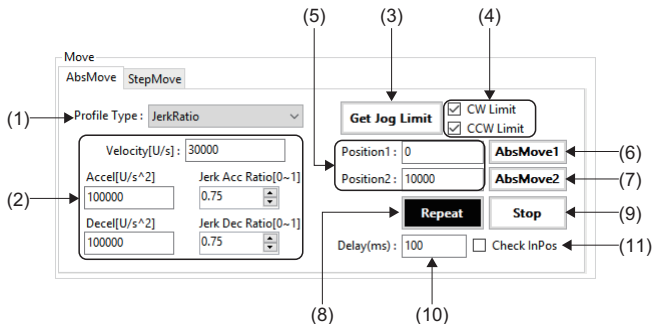 (5)
(4)
(3)
Move
AbsMove
StepMove
(1)
Profile Type :
JerkRatio
Get Jog Limit
CW Limit
CCW Limit
(2)
Velocity[U/s] :
30000
Accel[U/s^2]
Jerk Acc Ratio[0~1]
100000
0.75
Decel[U/s^2]
Jerk Dec Ratio[0~1]
100000
0.75
Position1 :
0
AbsMove1
(6)
Position2 :
10000
AbsMove2
(7)
Repeat
Stop
(9)
Delay(ms) :
100
Check InPos
(11)
(8)
(10)